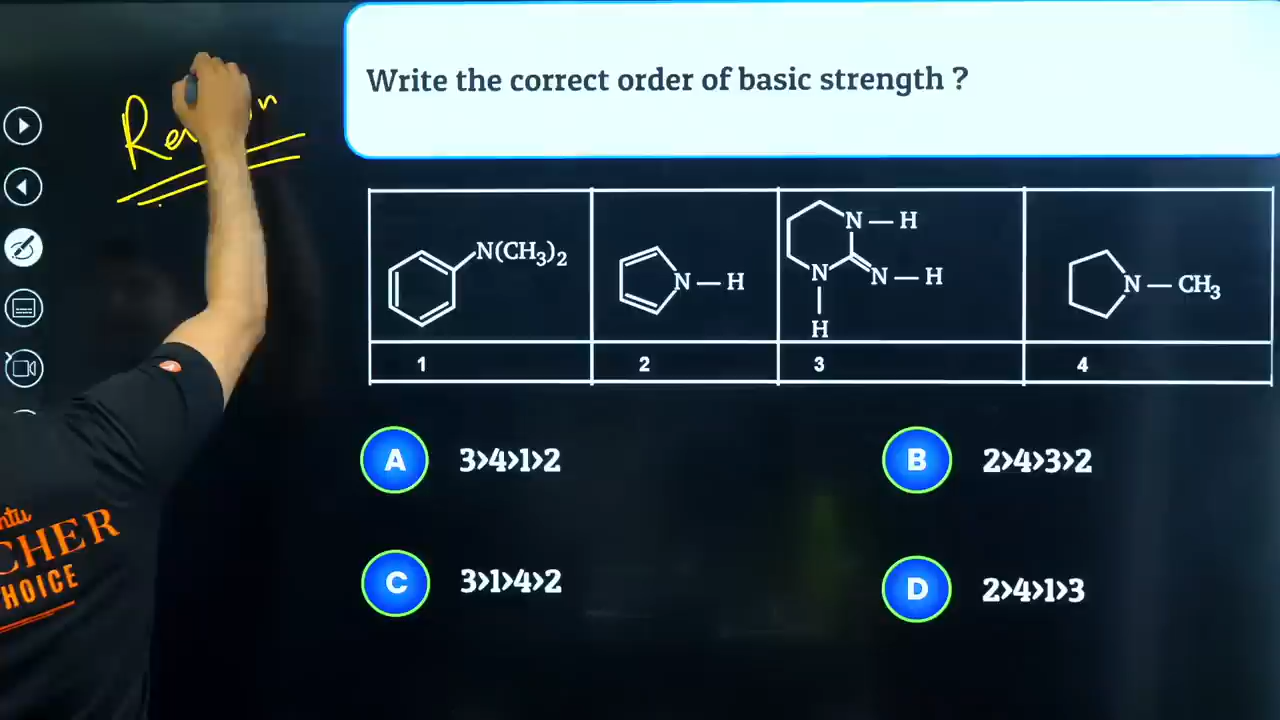 Write the correct order of basic strength ?
N(CH₃)₂
N — H
N — H
N
N — H
H
N — CH₃
1
2
3
4
A 3>4>1>2
B 2>4>3>2
C 3>1>4>2
D 2>4>1>3
CHER
HOICE